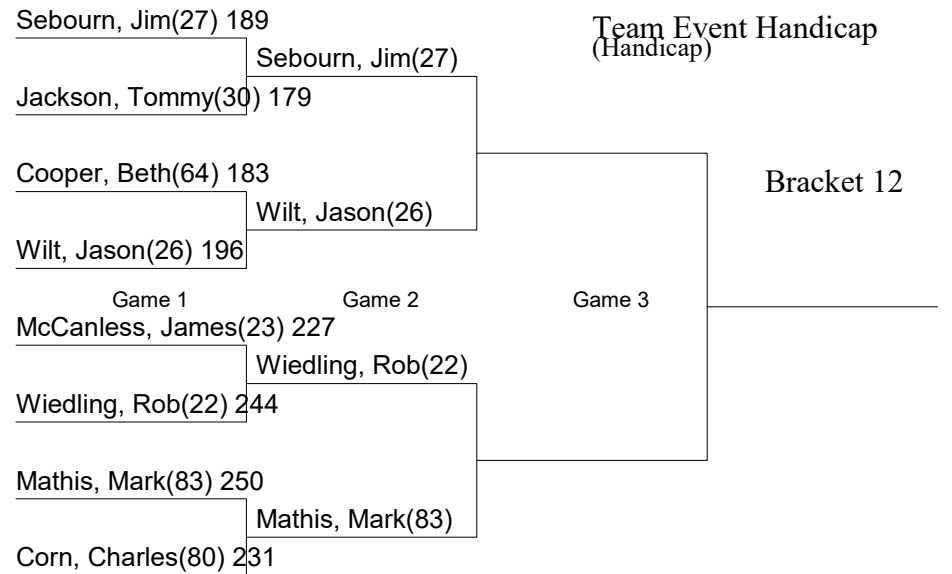 Sebourn, Jim(27) 189
Team Event Handicap
(Handicap)
Sebourn, Jim(27)
Jackson, Tommy(30) 179
Cooper, Beth(64) 183
Bracket 12
Wilt, Jason(26)
Wilt, Jason(26) 196
Game 1
Game 2
Game 3
McCanless, James(23) 227
Wiedling, Rob(22)
Wiedling, Rob(22) 244
Mathis, Mark(83) 250
Mathis, Mark(83)
Corn, Charles(80) 231